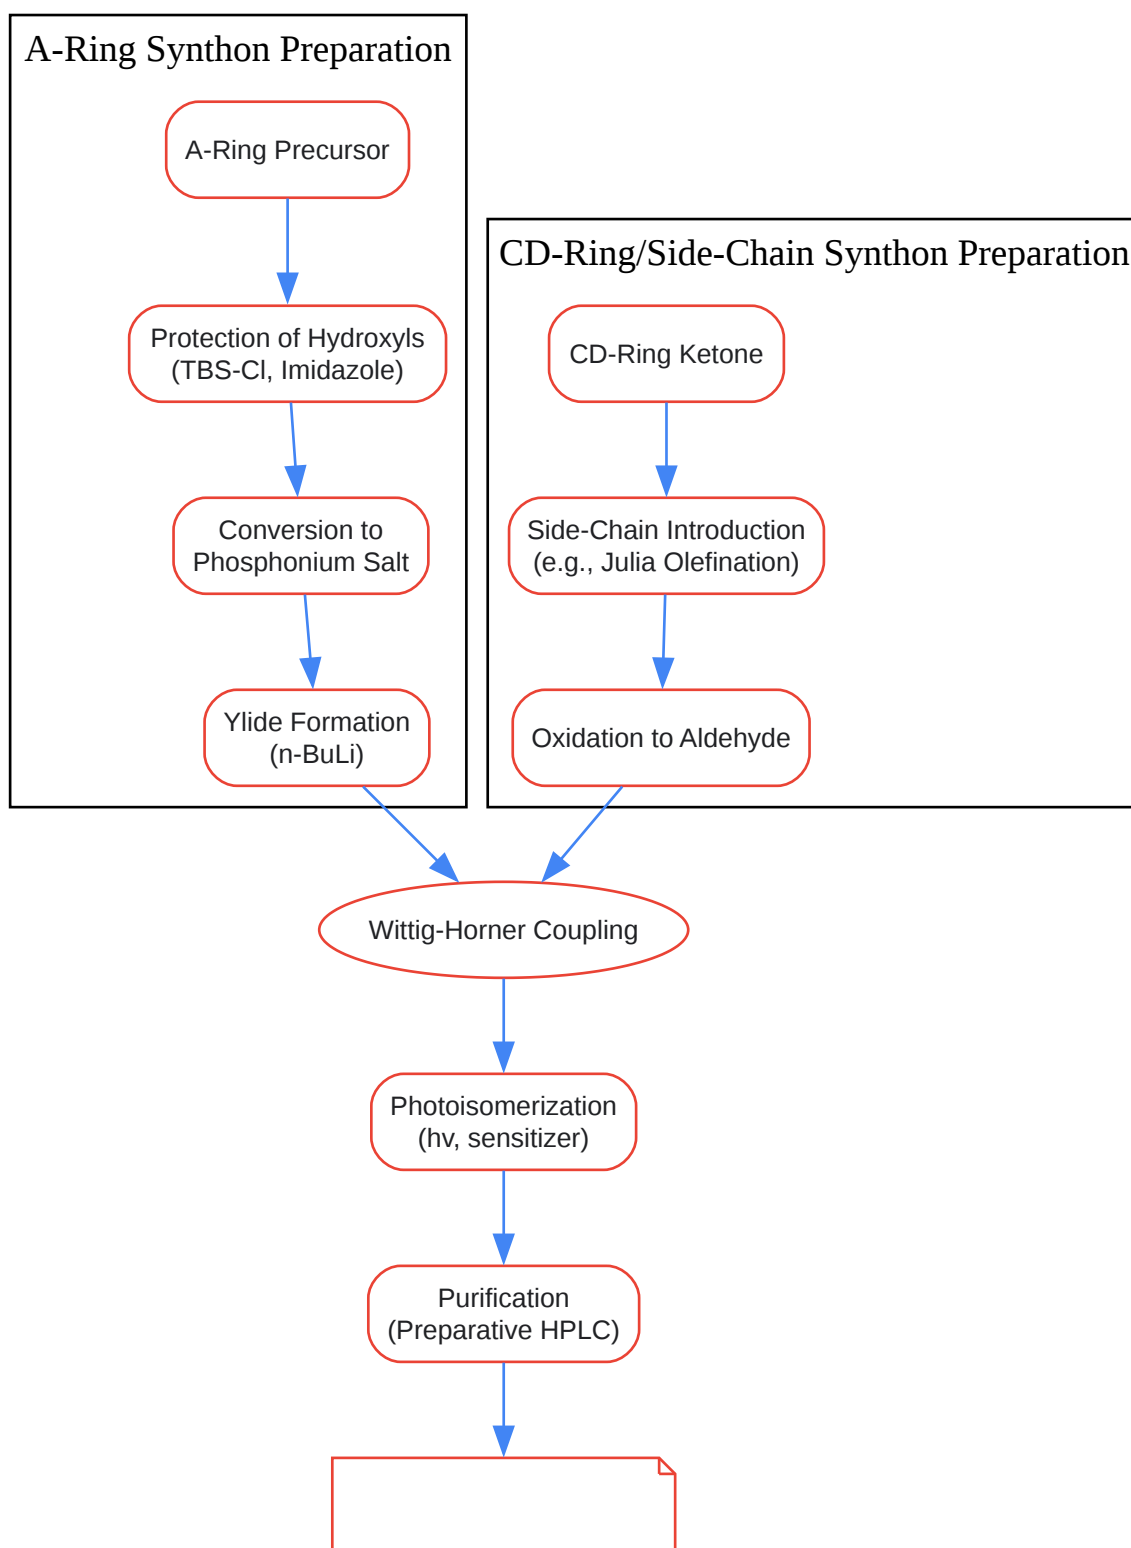 A-Ring Synthon Preparation
A-Ring Precursor
Protection of Hydroxyls
(TBS-Cl, Imidazole)
Conversion to
Phosphonium Salt
Ylide Formation
(n-BuLi)
CD-Ring/Side-Chain Synthon Preparation
CD-Ring Ketone
Side-Chain Introduction
(e.g., Julia Olefination)
Oxidation to Aldehyde
Wittig-Horner Coupling
Photoisomerization
(hv, sensitizer)
Purification
(Preparative HPLC)